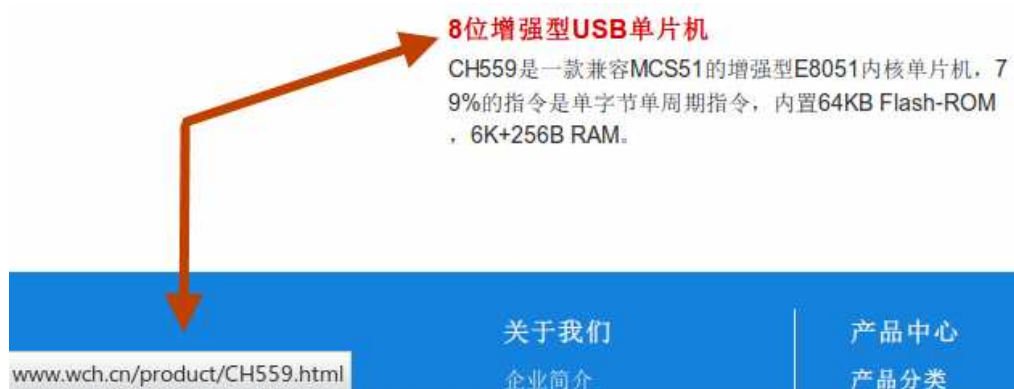 8位增强型USB单片机
CH559是一款兼容MCS51的增强型E8051内核单片机，7
9%的指令是单字节单周期指令，内置64KB Flash-ROM
，6K+256B RAM。
关于我们
产品中心
www.wch.cn/product/CH559.html
企业简介
产品分类